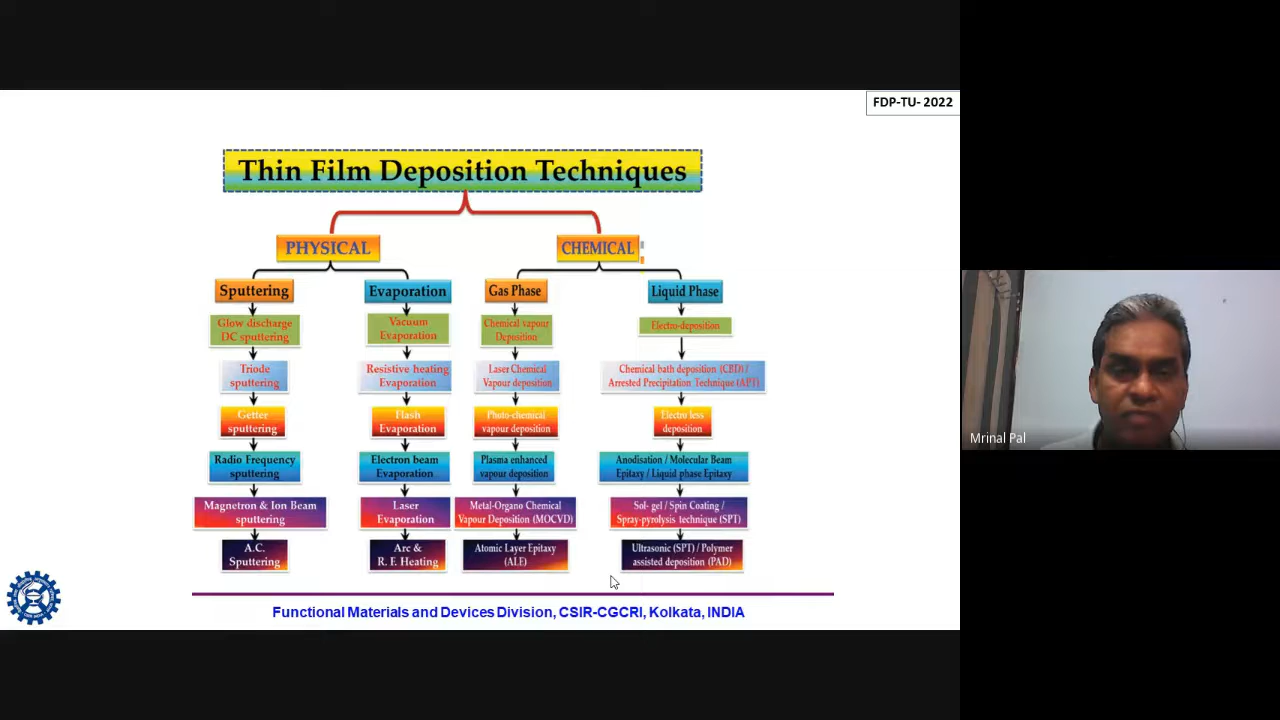 FDP-TU- 2022
Thin Film Deposition Techniques
PHYSICAL
CHEMICAL
Sputtering
Evaporation
Gas Phase
Liquid Phase
Glow discharge
DC sputtering
Vacuum
Evaporation
Chemical vapour
Deposition
Electro-deposition
Triode
sputtering
Resistive heating
Evaporation
Laser Chemical
Vapour deposition
Chemical bath deposition (CBD) /
Arrested Precipitation Technique (APT)
Getter
sputtering
Flash
Evaporation
Photo-chemical
vapour deposition
Electro less
deposition
Radio Frequency
sputtering
Electron beam
Evaporation
Plasma enhanced
vapour deposition
Anodisation / Molecular Beam
Epitaxy / Liquid phase Epitaxy
Magnetron & Ion Beam
sputtering
Laser
Evaporation
Metal-Organo Chemical
Vapour Deposition (MOCVD)
Sol- gel / Spin Coating /
Spray-pyrolysis technique (SPT)
A.C.
Sputtering
Arc &
R. F. Heating
Atomic Layer Epitaxy
(ALE)
Ultrasonic (SPT) / Polymer
assisted deposition (PAD)
Functional Materials and Devices Division, CSIR-CGCRI, Kolkata, INDIA
Mrinal Pal